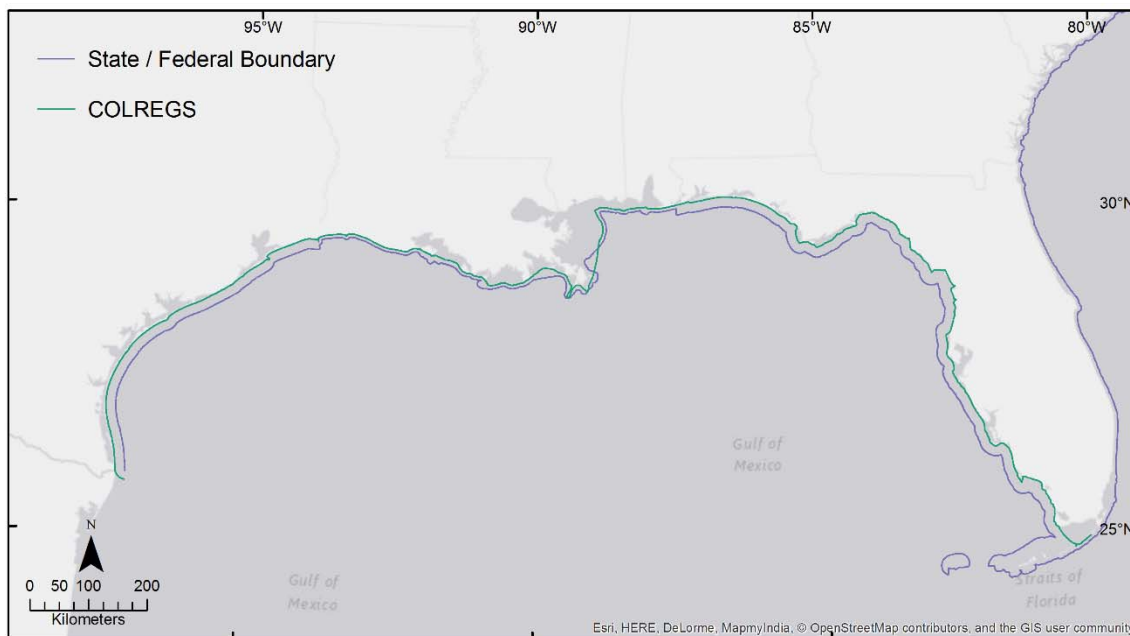 95°W
90°W
85°W
80°W
State / Federal Boundary
COLREGS
30°N
Gulf of
Mexico
25°N
N
0 50 100 200
Kilometers
Gulf of
Mexico
Straits of
Florida
Esri, HERE, DeLorme, MapmyIndia, © OpenStreetMap contributors, and the GIS user community